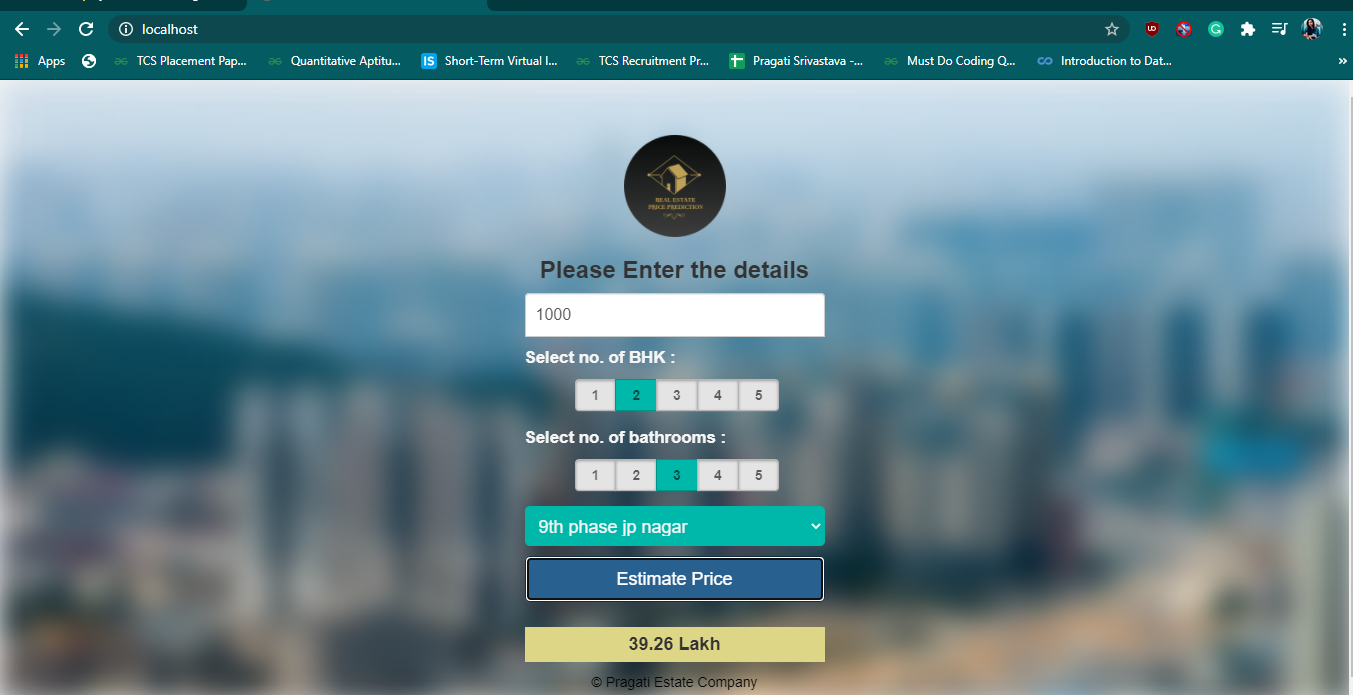 localhost
Apps
TCS Placement Pap...
Quantitative Aptitu...
IS Short-Term Virtual I...
TCS Recruitment Pr...
Pragati Srivastava -...
Must Do Coding Q...
Introduction to Dat...
»
REAL ESTATE
PRICE PREDICTION
Please Enter the details
1000
Select no. of BHK :
1 2 3 4 5
Select no. of bathrooms :
1 2 3 4 5
9th phase jp nagar
Estimate Price
39.26 Lakh
© Pragati Estate Company